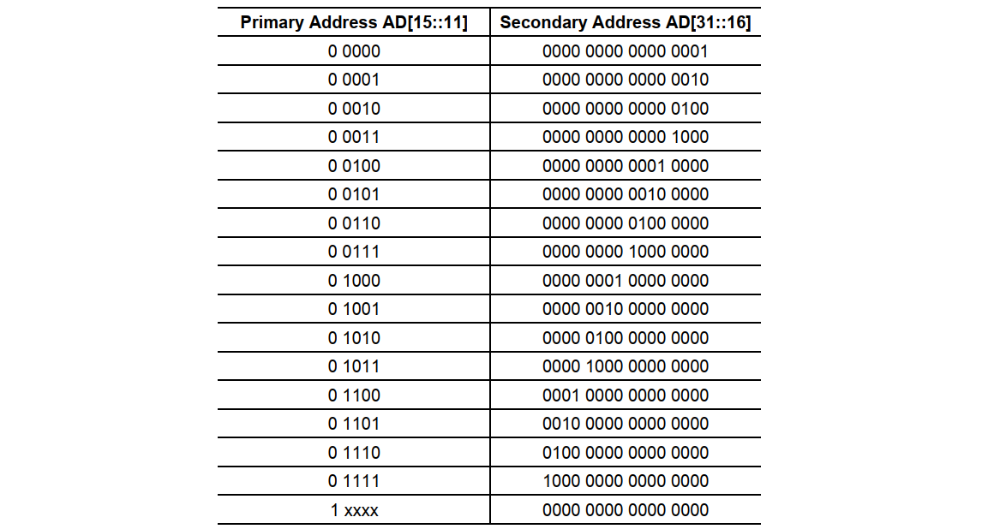 Primary Address AD[15::11] Secondary Address AD[31::16]
0 0000 0000 0000 0000 0001
0 0001 0000 0000 0000 0010
0 0010 0000 0000 0000 0100
0 0011 0000 0000 0000 1000
0 0100 0000 0000 0001 0000
0 0101 0000 0000 0010 0000
0 0110 0000 0000 0100 0000
0 0111 0000 0000 1000 0000
0 1000 0000 0001 0000 0000
0 1001 0000 0010 0000 0000
0 1010 0000 0100 0000 0000
0 1011 0000 1000 0000 0000
0 1100 0001 0000 0000 0000
0 1101 0010 0000 0000 0000
0 1110 0100 0000 0000 0000
0 1111 1000 0000 0000 0000
1 xxxx 0000 0000 0000 0000